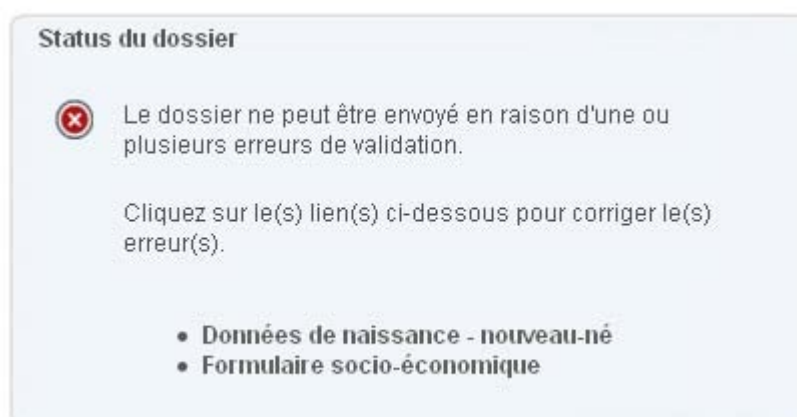 Status du dossier
Le dossier ne peut être envoyé en raison d'une ou
plusieurs erreurs de validation.
Cliquez sur le(s) lien(s) ci-dessous pour corriger le(s)
erreur(s).
• Données de naissance - nouveau-né
• Formulaire socio-économique